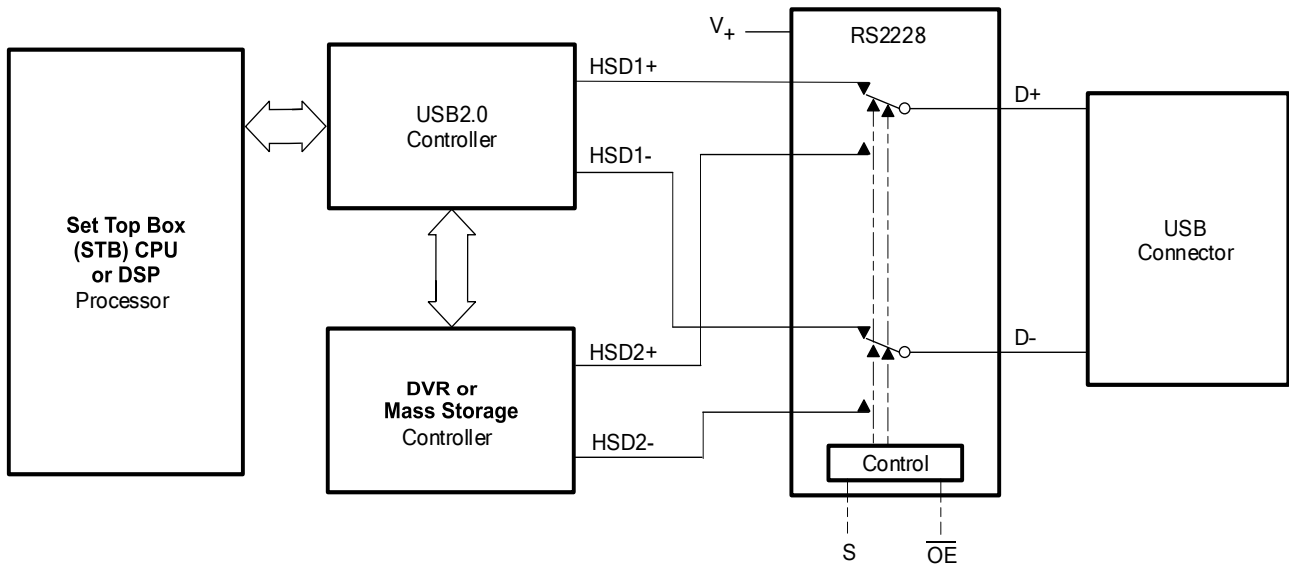 Set Top Box
(STB) CPU
or DSP
Processor
USB2.0
Controller
HSD1+
HSD1-
DVR or
Mass Storage
Controller
HSD2+
HSD2-
V+
RS2228
Control
S
OE
D+
D-
USB
Connector